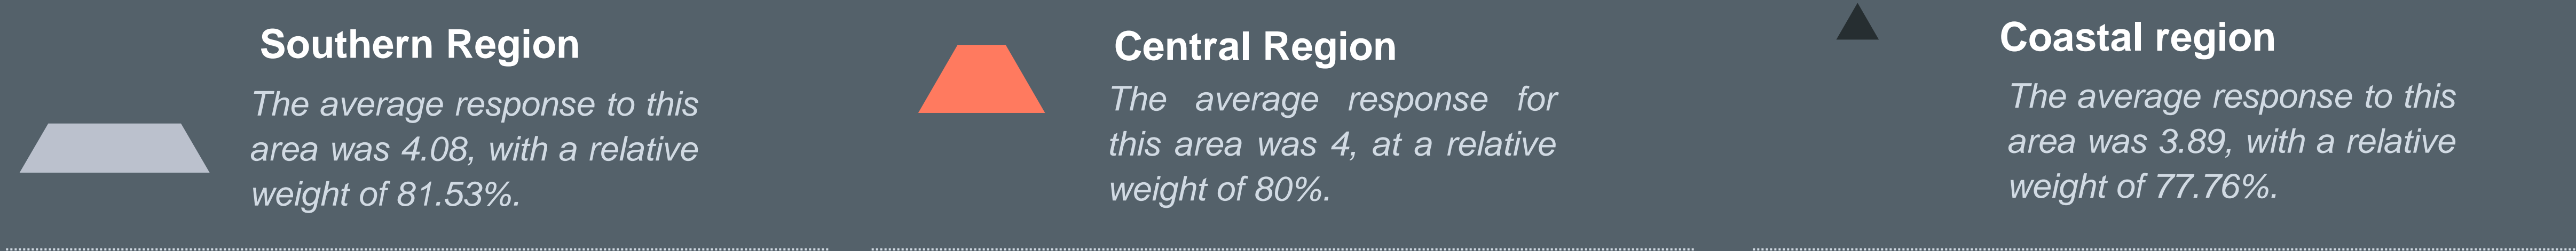 Southern Region
The average response to this
area was 4.08, with a relative
weight of 81.53%.
Central Region
The average response for
this area was 4, at a relative
weight of 80%.
Coastal region
The average response to this
area was 3.89, with a relative
weight of 77.76%.